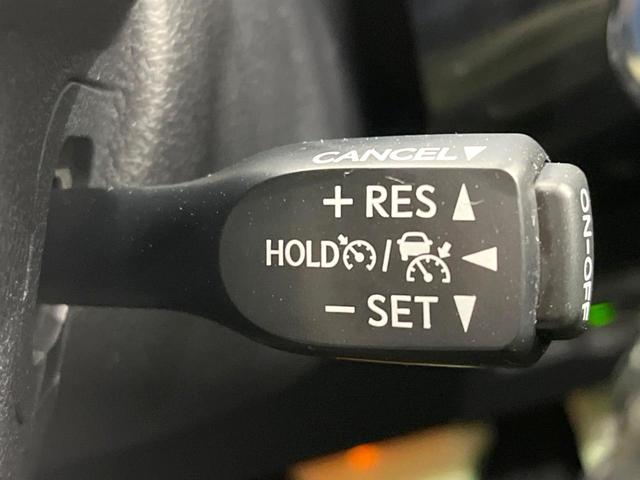 CANCEL▼
+ RES ▲
HOLD / ◀
− SET ▼
ON-OFF